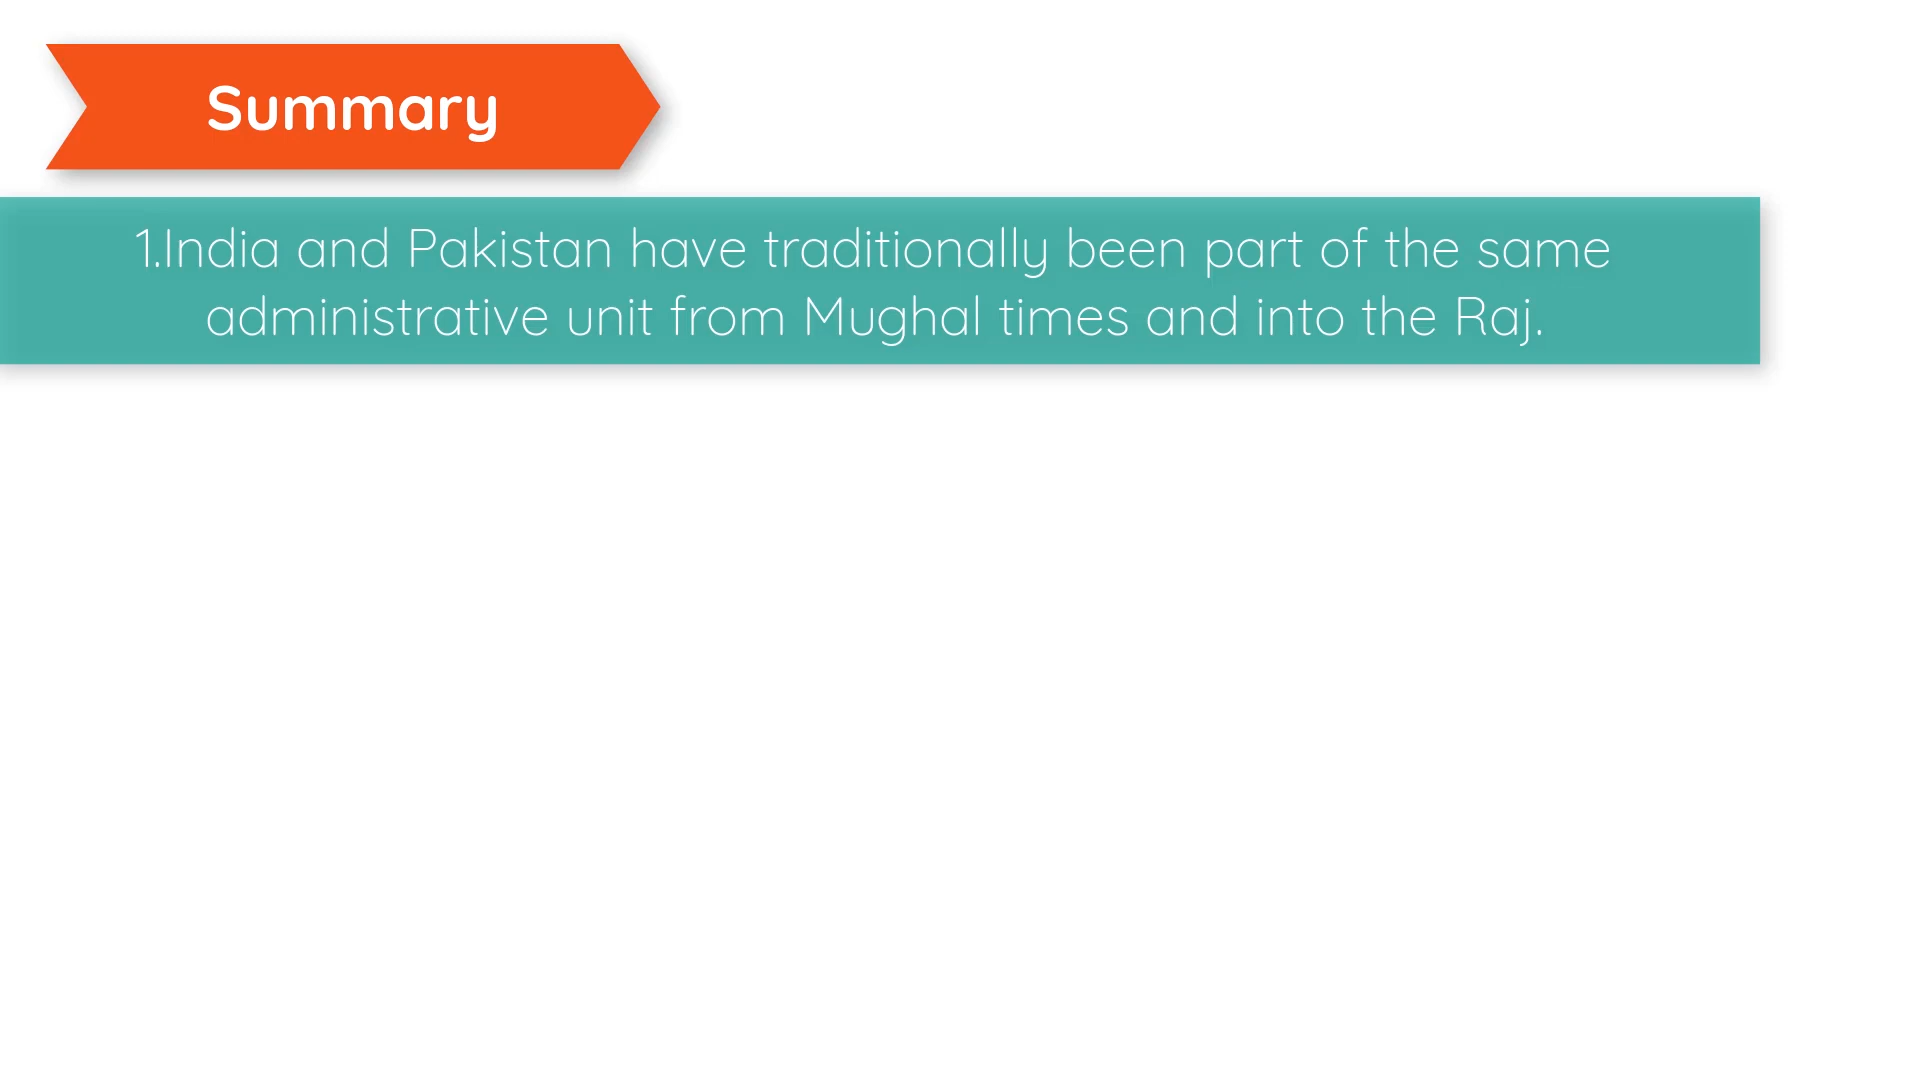 Summary
1.India and Pakistan have traditionally been part of the same
administrative unit from Mughal times and into the Raj.